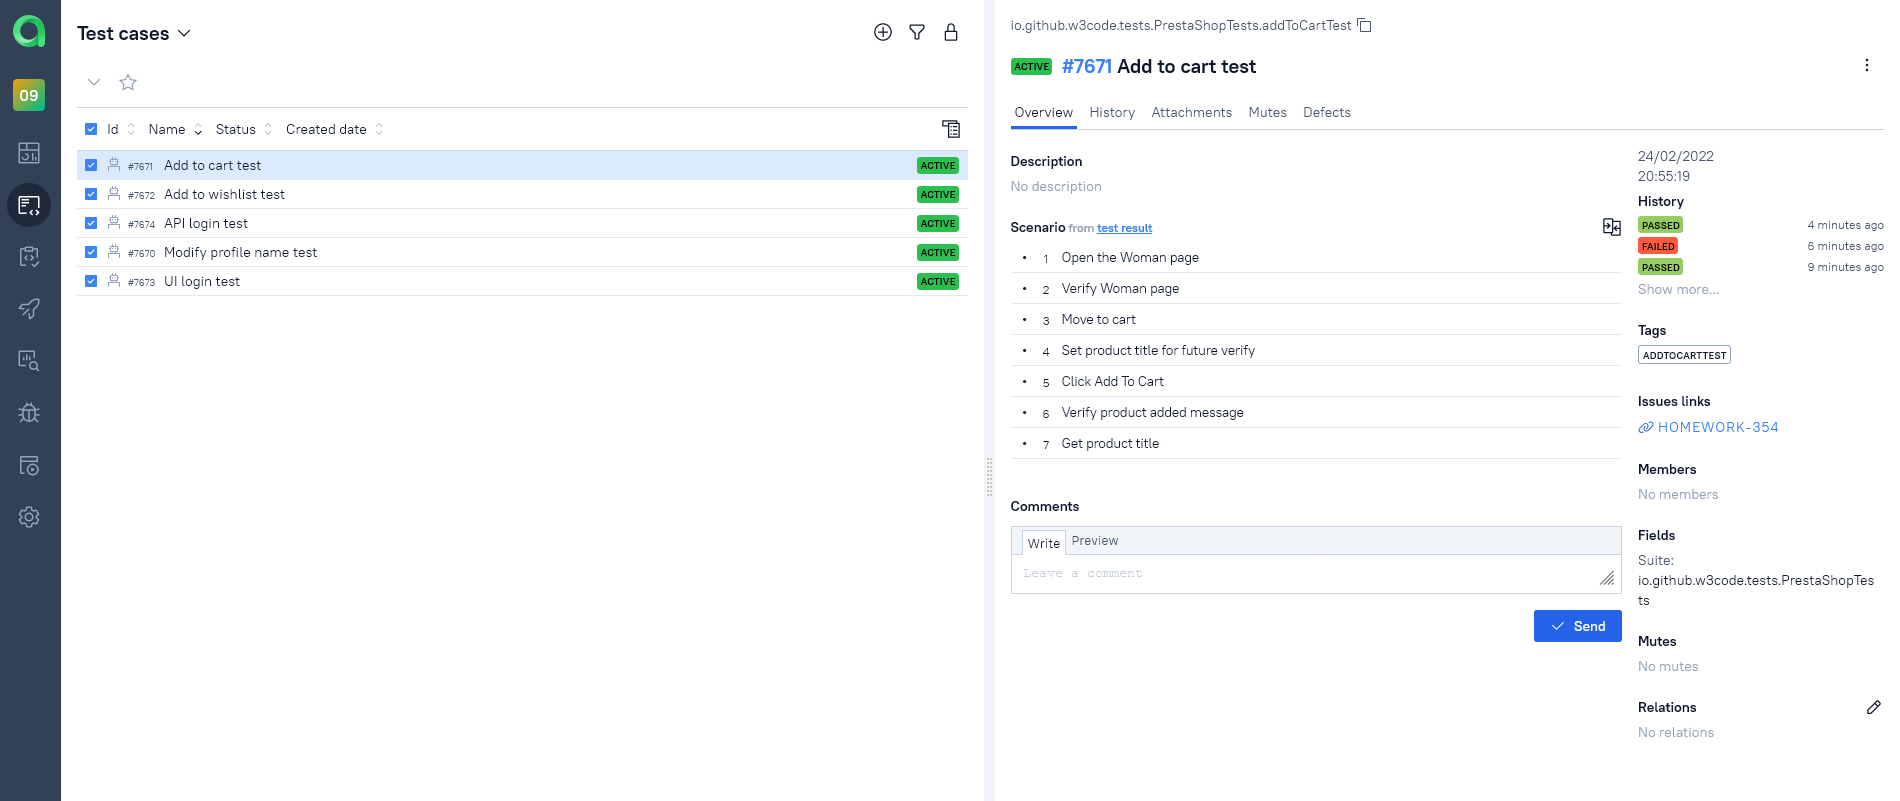 09
Test cases
Id Name Status Created date
#7671 Add to cart test ACTIVE
#7672 Add to wishlist test ACTIVE
#7674 API login test ACTIVE
#7670 Modify profile name test ACTIVE
#7673 UI login test ACTIVE
io.github.w3code.tests.PrestaShopTests.addToCartTest
ACTIVE #7671 Add to cart test
Overview History Attachments Mutes Defects
Description
No description
Scenario from test result
• 1 Open the Woman page
• 2 Verify Woman page
• 3 Move to cart
• 4 Set product title for future verify
• 5 Click Add To Cart
• 6 Verify product added message
• 7 Get product title
Comments
Write Preview
Leave a comment
Send
24/02/2022
20:55:19
History
PASSED 4 minutes ago
FAILED 6 minutes ago
PASSED 9 minutes ago
Show more...
Tags
ADDTOCARTTEST
Issues links
HOMEWORK-354
Members
No members
Fields
Suite:
io.github.w3code.tests.PrestaShopTes
ts
Mutes
No mutes
Relations
No relations